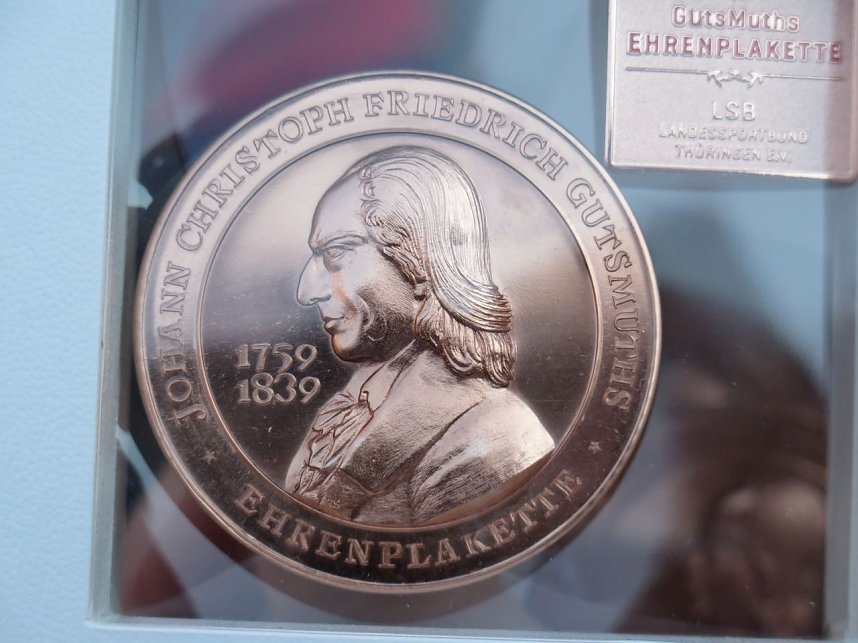 JOHANN CHRISTOPH FRIEDRICH GUTSMUTHS
1759
1839
* EHRENPLAKETTE *
GutsMuths
EHRENPLAKETTE
LSB
LANDESSPORTBUND
THÜRINGEN E.V.